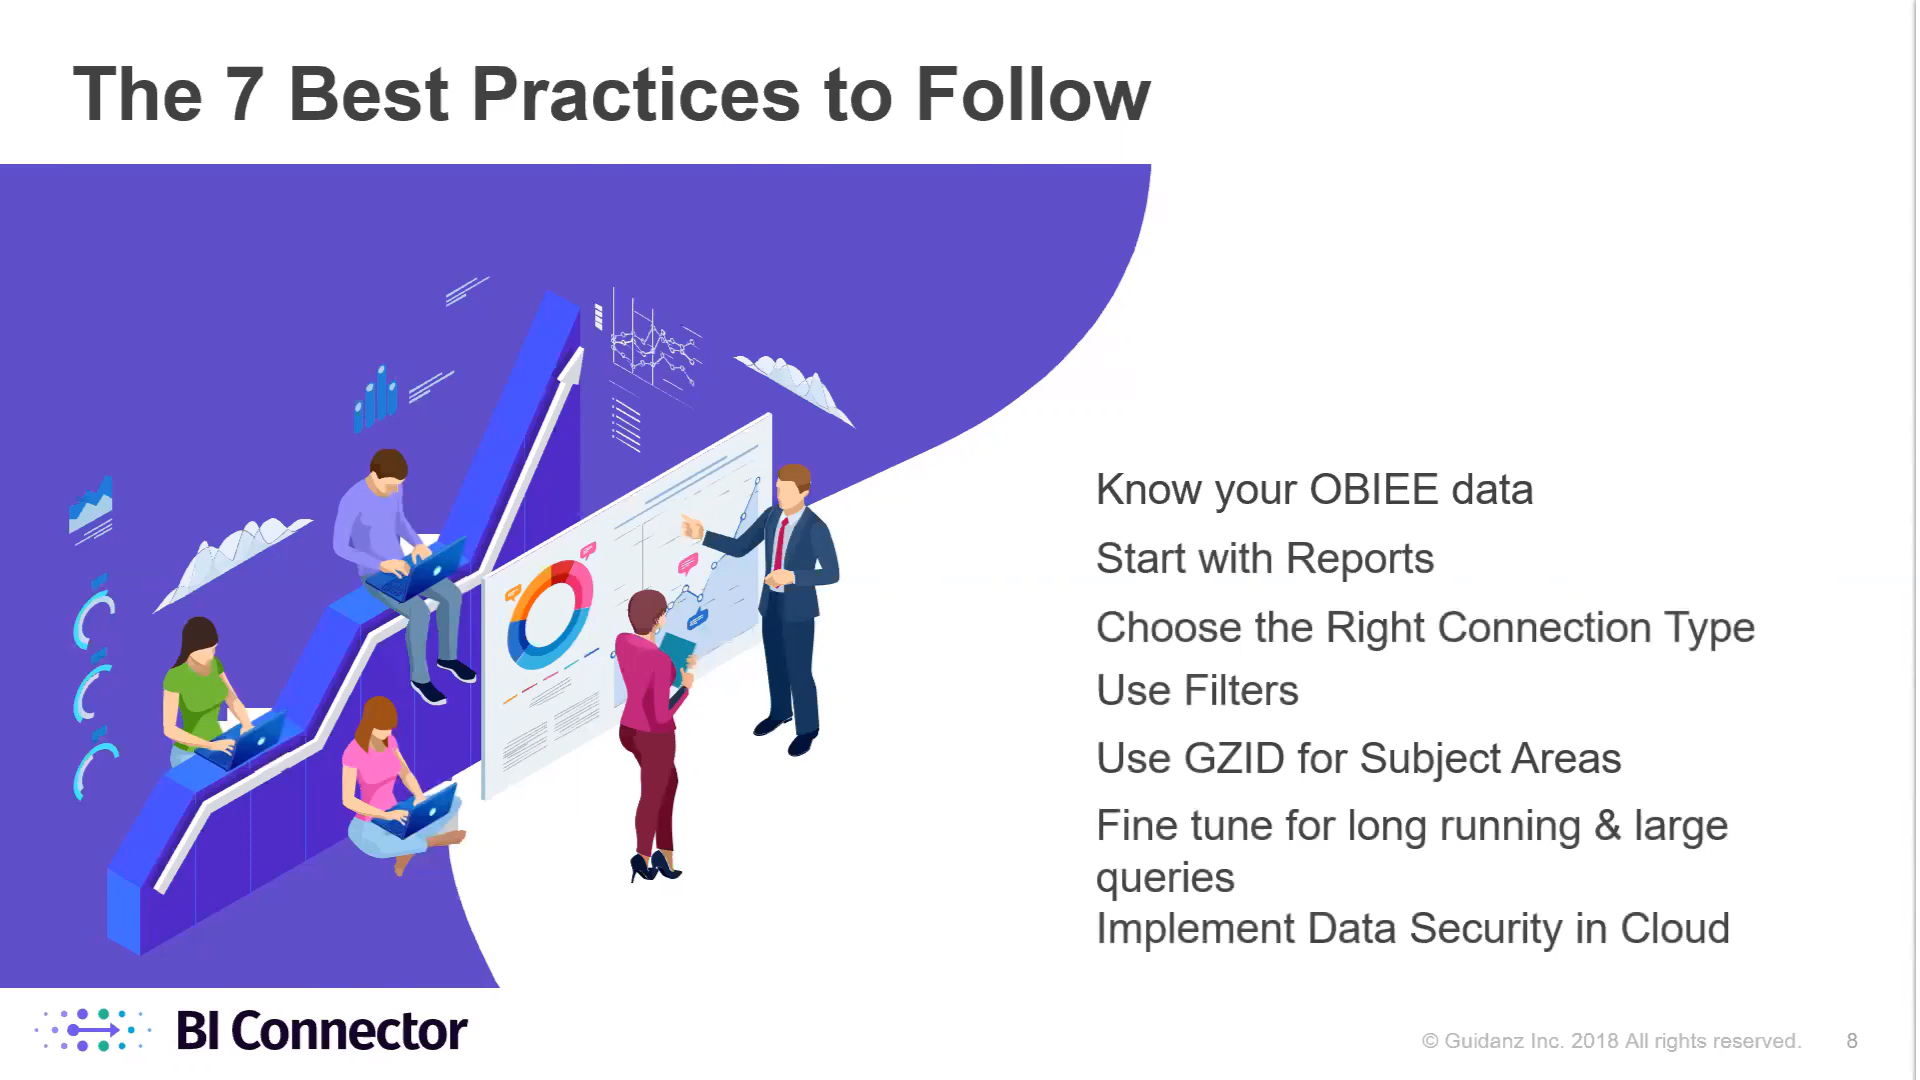 The 7 Best Practices to Follow
Know your OBIEE data
Start with Reports
Choose the Right Connection Type
Use Filters
Use GZID for Subject Areas
Fine tune for long running & large
queries
Implement Data Security in Cloud
BI Connector
© Guidanz Inc. 2018 All rights reserved.
8